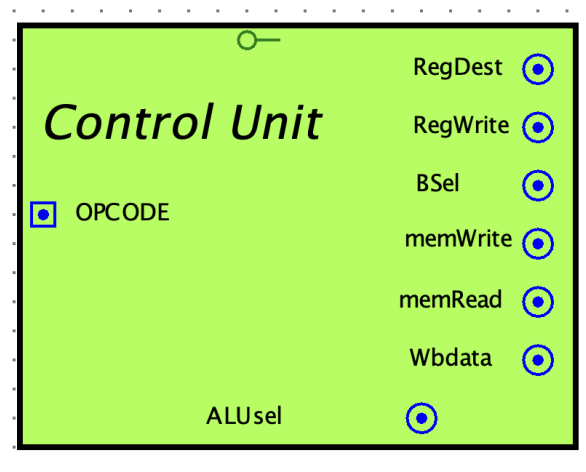 RegDest
Control Unit
RegWrite
BSel
OPCODE
memWrite
memRead
Wbdata
ALUsel